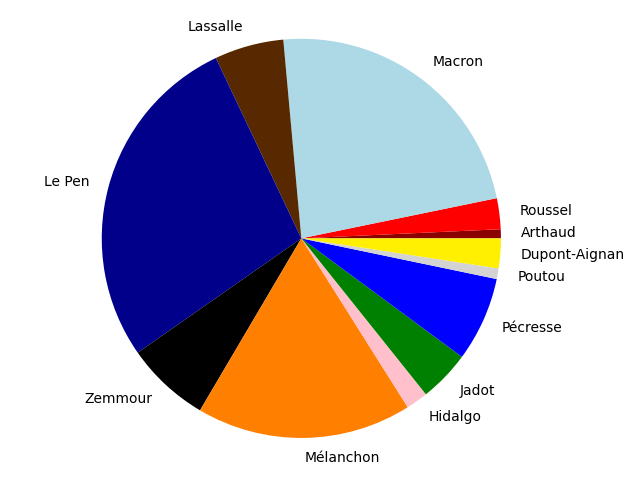 Lassalle
Macron
Le Pen
Roussel
Arthaud
Dupont-Aignan
Poutou
Pécresse
Zemmour
Jadot
Hidalgo
Mélanchon